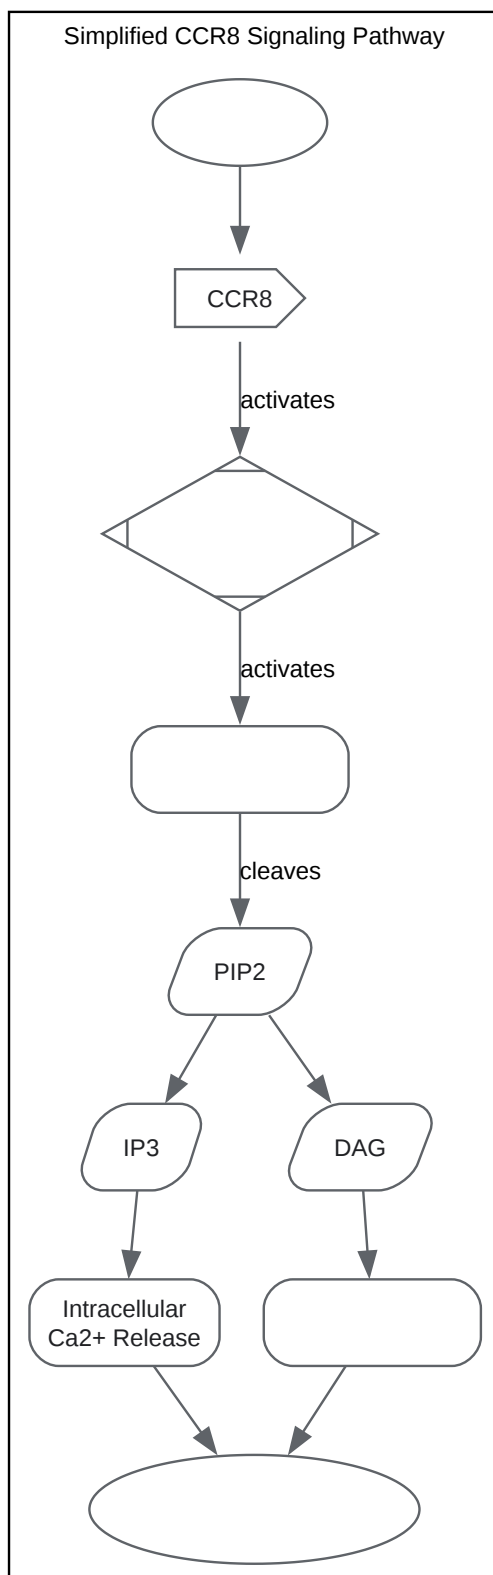 Simplified CCR8 Signaling Pathway
CCR8
activates
activates
cleaves
PIP2
IP3
DAG
Intracellular
Ca2+ Release